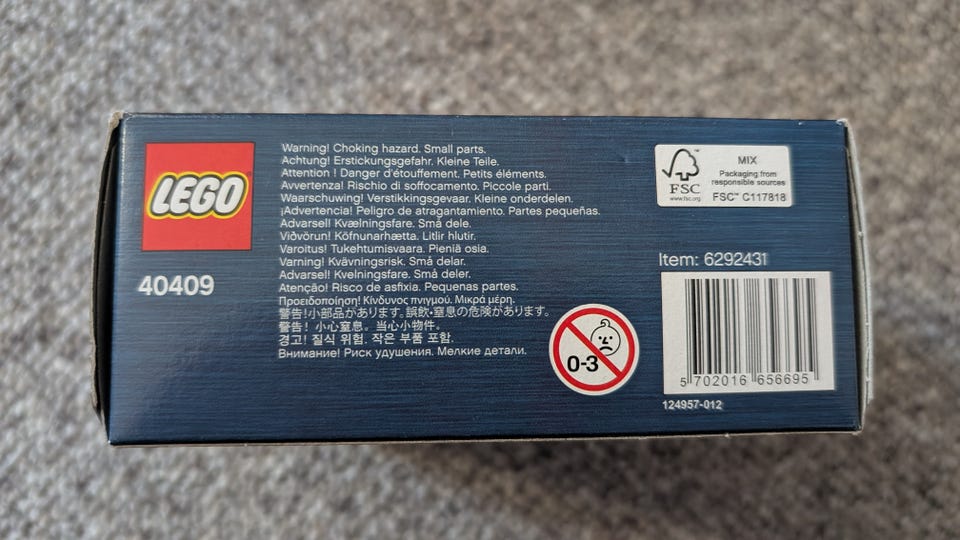 LEGO
40409
Warning! Choking hazard. Small parts.
Achtung! Erstickungsgefahr. Kleine Teile.
Attention ! Danger d'étouffement. Petits éléments.
Avvertenza! Rischio di soffocamento. Piccole parti.
Waarschuwing! Verstikkingsgevaar. Kleine onderdelen.
¡Advertencia! Peligro de atragantamiento. Partes pequeñas.
Advarsel! Kvælningsfare. Små dele.
Viðvörun! Köfnunarhætta. Litlir hlutir.
Varoitus! Tukehtumisvaara. Pieniä osia.
Varning! Kvävningsrisk. Små delar.
Advarsel! Kvelningsfare. Små deler.
Atenção! Risco de asfixia. Pequenas partes.
Προειδοποίηση! Κίνδυνος πνιγμού. Μικρά μέρη.
警告!小部品があります。誤飲・窒息の危険があります。
警告！小心窒息。当心小物件。
경고! 질식 위험. 작은 부품 포함.
Внимание! Риск удушения. Мелкие детали.
0-3
FSC
www.fsc.org
MIX
Packaging from
responsible sources
FSC™ C117818
Item: 6292431
5 702016 656695
124957-012